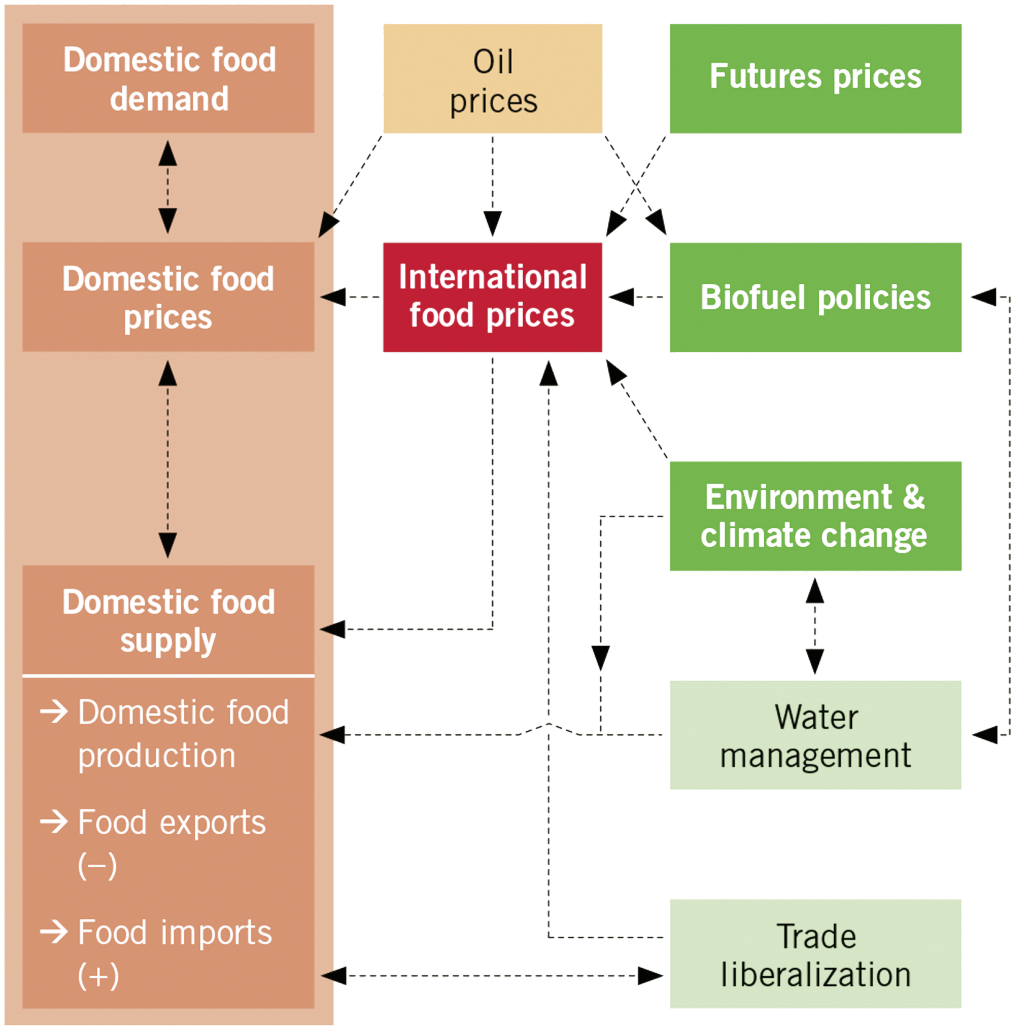 Domestic food
demand
Oil
prices
Futures prices
Domestic food
prices
International
food prices
Biofuel policies
Environment &
climate change
Domestic food
supply
→ Domestic food
production
→ Food exports
(–)
→ Food imports
(+)
Water
management
Trade
liberalization